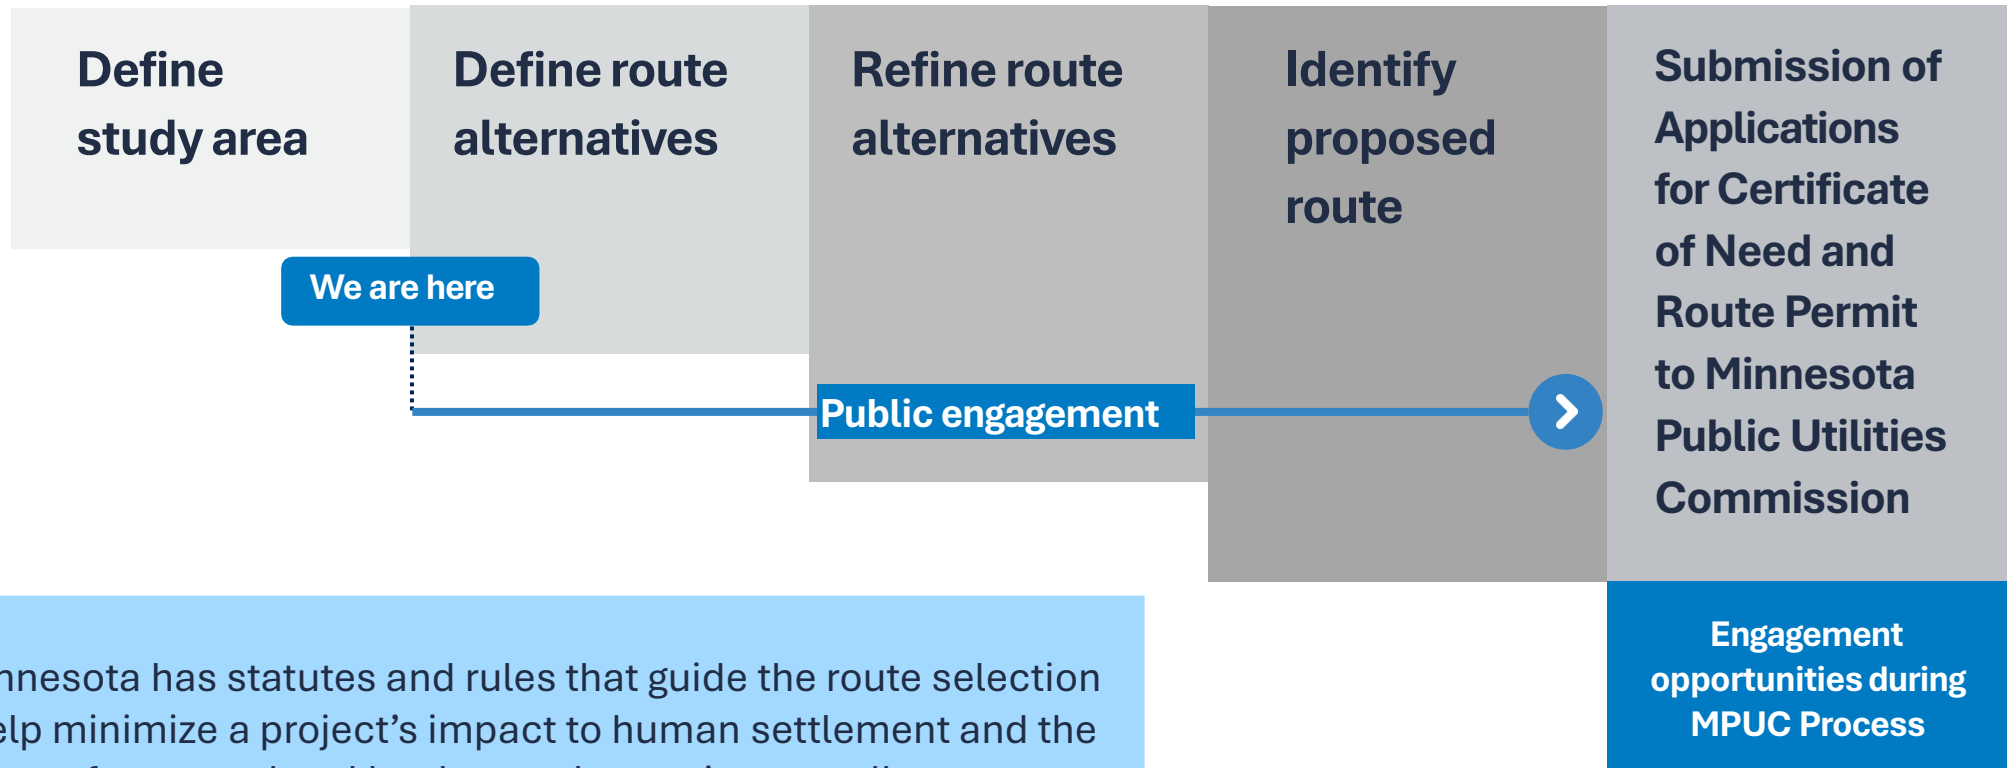 Define
study area
Define route
alternatives
Refine route
alternatives
Identify
proposed
route
Submission of
Applications
for Certificate
of Need and
Route Permit
to Minnesota
Public Utilities
Commission
We are here
Public engagement
Engagement
opportunities during
MPUC Process
nnesota has statutes and rules that guide the route selection
elp minimize a project’s impact to human settlement and the